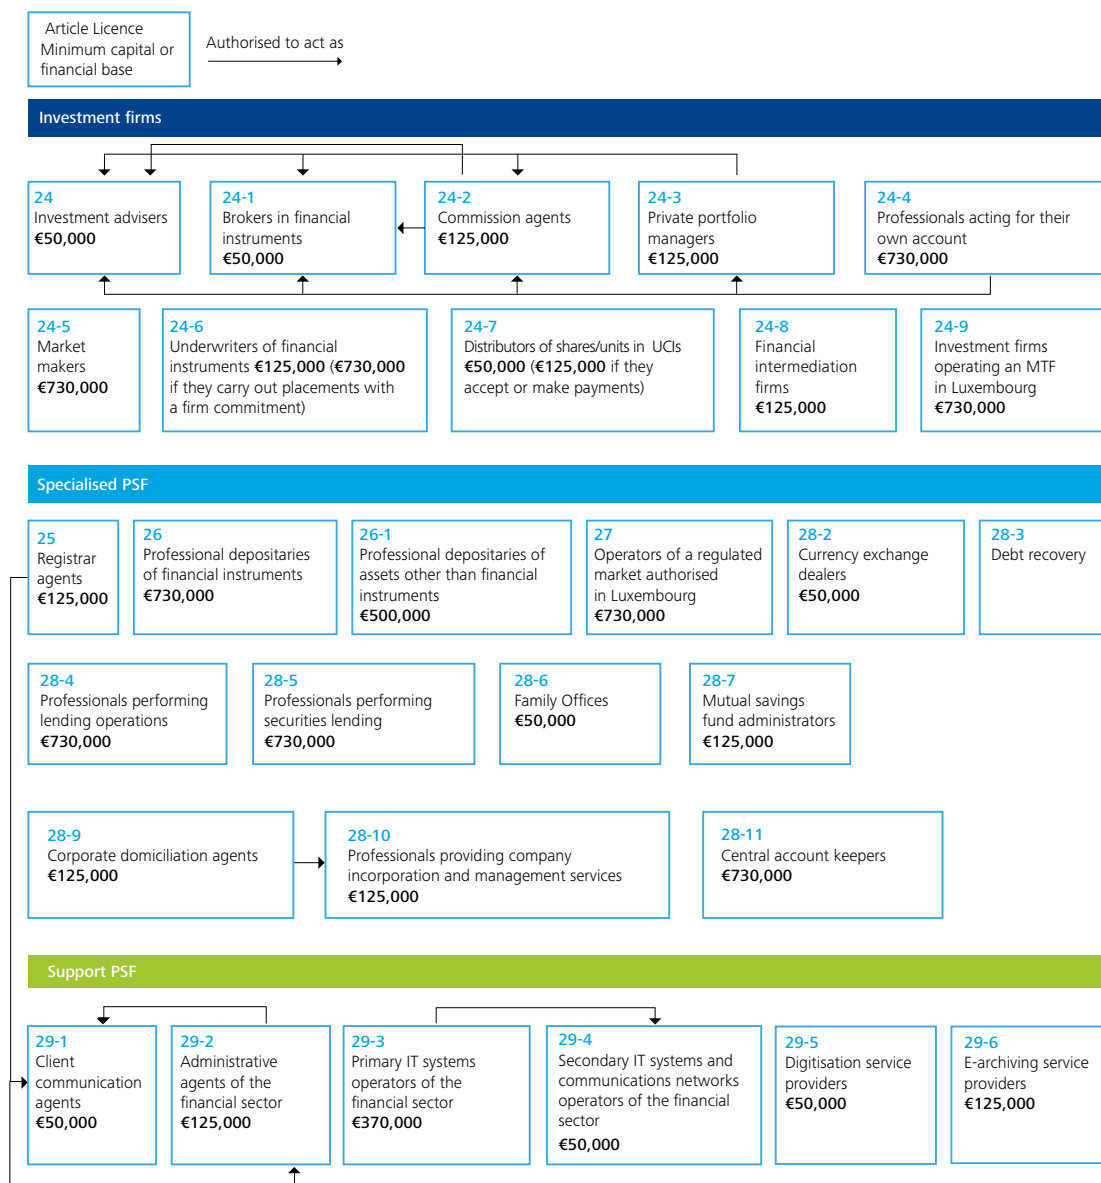 Article Licence
Minimum capital or
financial base
Authorised to act as
Investment firms
24
Investment advisers
€50,000
24-1
Brokers in financial
instruments
€50,000
24-2
Commission agents
€125,000
24-3
Private portfolio
managers
€125,000
24-4
Professionals acting for their
own account
€730,000
24-5
Market
makers
€730,000
24-6
Underwriters of financial
instruments €125,000 (€730,000
if they carry out placements with
a firm commitment)
24-7
Distributors of shares/units in UCIs
€50,000 (€125,000 if they
accept or make payments)
24-8
Financial
intermediation
firms
€125,000
24-9
Investment firms
operating an MTF
in Luxembourg
€730,000
Specialised PSF
25
Registrar
agents
€125,000
26
Professional depositaries
of financial instruments
€730,000
26-1
Professional depositaries of
assets other than financial
instruments
€500,000
27
Operators of a regulated
market authorised
in Luxembourg
€730,000
28-2
Currency exchange
dealers
€50,000
28-3
Debt recovery
28-4
Professionals performing
lending operations
€730,000
28-5
Professionals performing
securities lending
€730,000
28-6
Family Offices
€50,000
28-7
Mutual savings
fund administrators
€125,000
28-9
Corporate domiciliation agents
€125,000
28-10
Professionals providing company
incorporation and management services
€125,000
28-11
Central account keepers
€730,000
Support PSF
29-1
Client
communication
agents
€50,000
29-2
Administrative
agents of the
financial sector
€125,000
29-3
Primary IT systems
operators of the
financial sector
€370,000
29-4
Secondary IT systems and
communications networks
operators of the financial
sector
€50,000
29-5
Digitisation service
providers
€50,000
29-6
E-archiving service
providers
€125,000